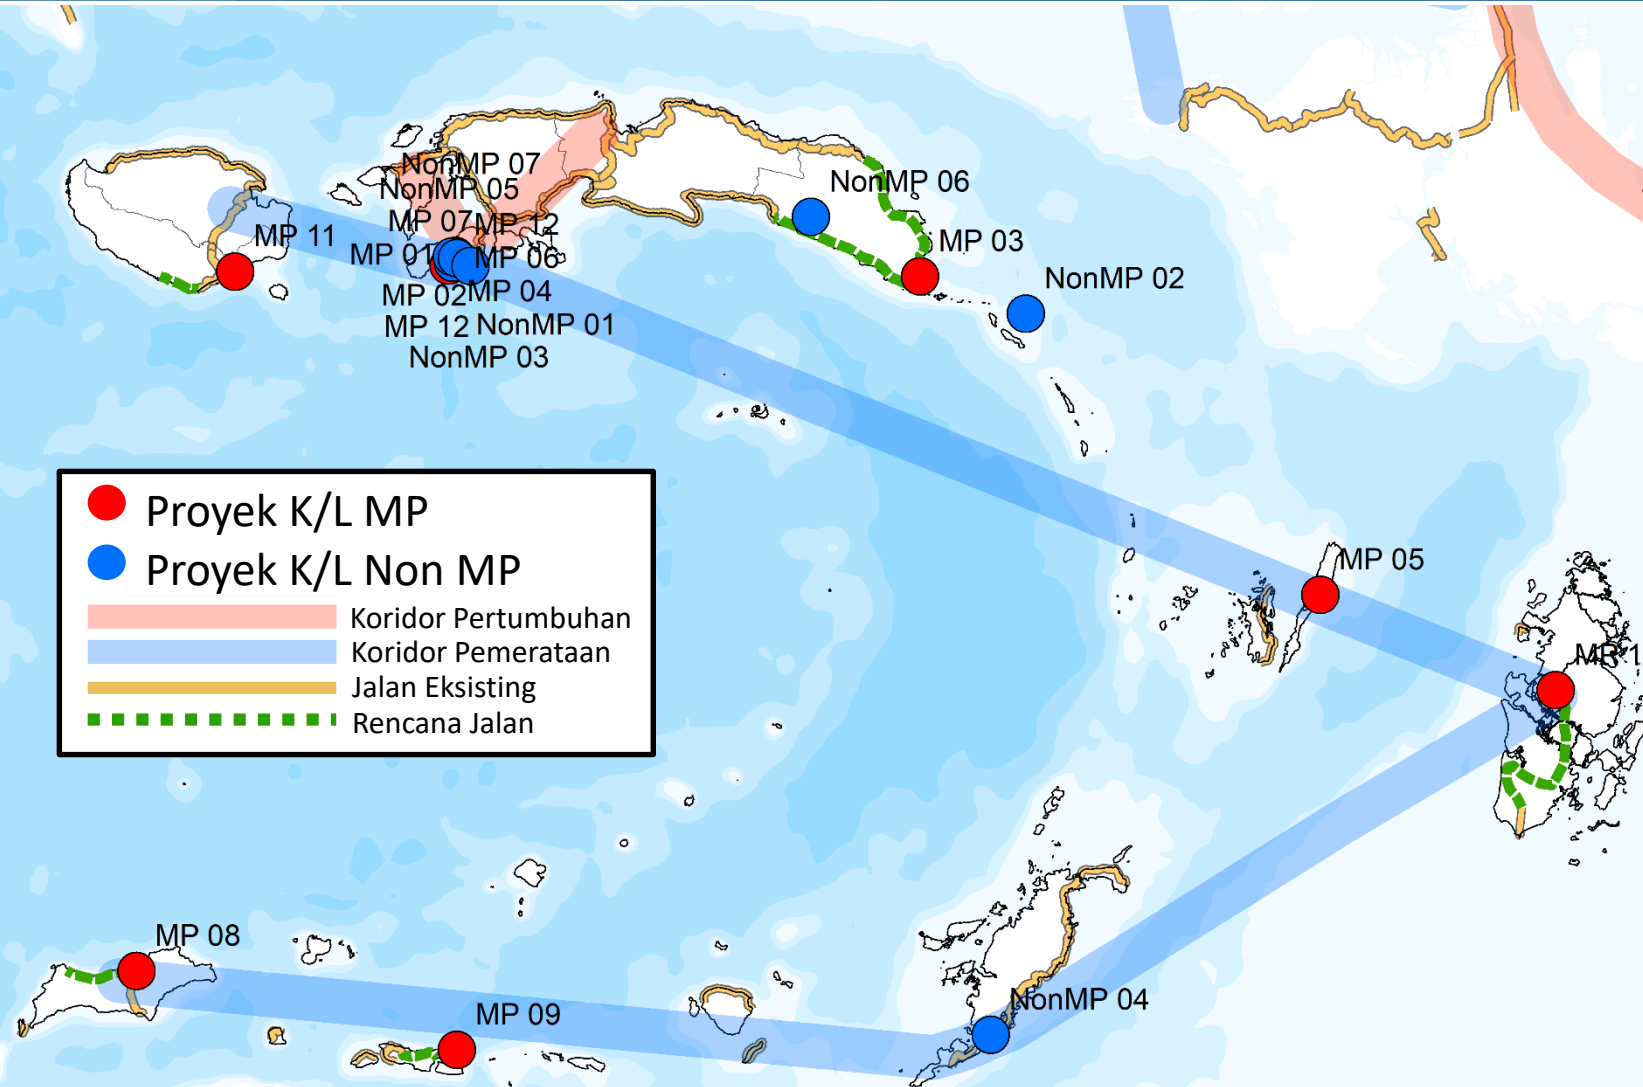 NonMP 07
NonMP 05
NonMP 06
MP 07
MP 12
MP 11
MP 03
MP 01
MP 06
NonMP 02
MP 02
MP 04
MP 12
NonMP 01
NonMP 03
Proyek K/L MP
Proyek K/L Non MP
Koridor Pertumbuhan
Koridor Pemerataan
Jalan Eksisting
Rencana Jalan
MP 05
MP 1
MP 08
NonMP 04
MP 09